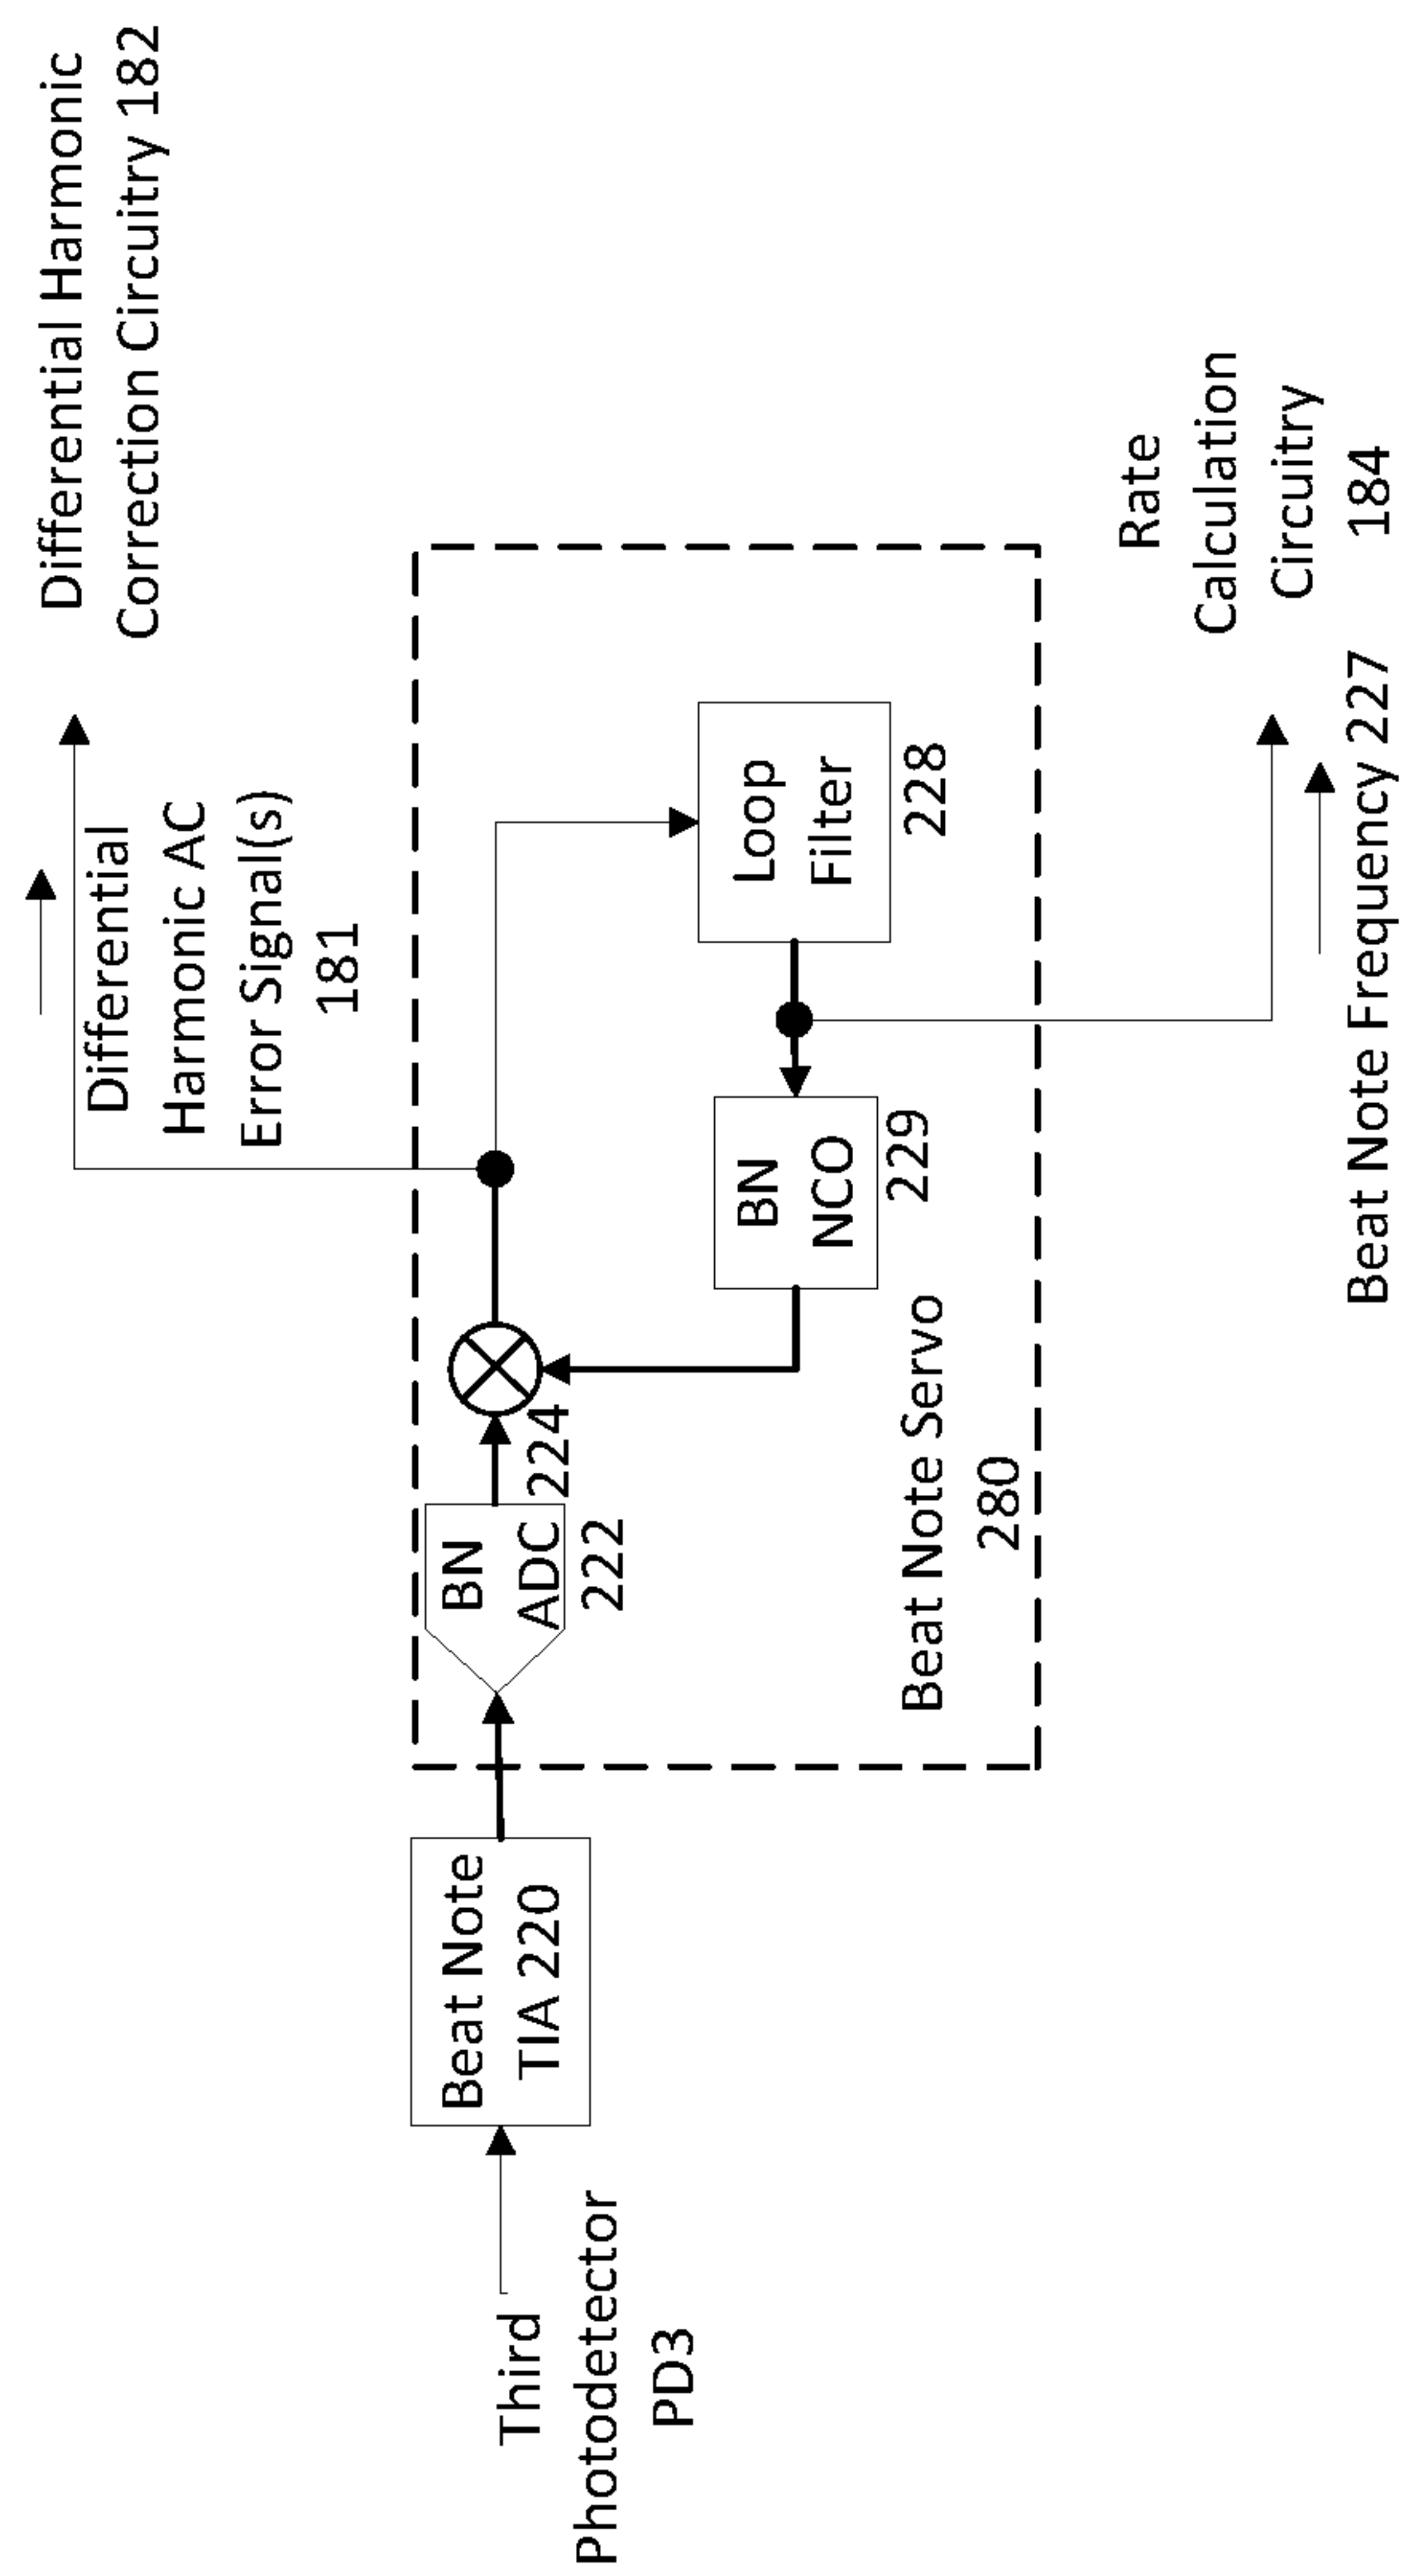 Differential Harmonic
Correction Circuitry 182
Differential
Harmonic AC
Error Signal(s)
181
Third
Photodetector
PD3
Beat Note
TIA 220
BN
ADC
222
224
Loop
Filter
228
BN
NCO
229
Beat Note Servo
280
Rate
Calculation
Circuitry
184
Beat Note Frequency 227